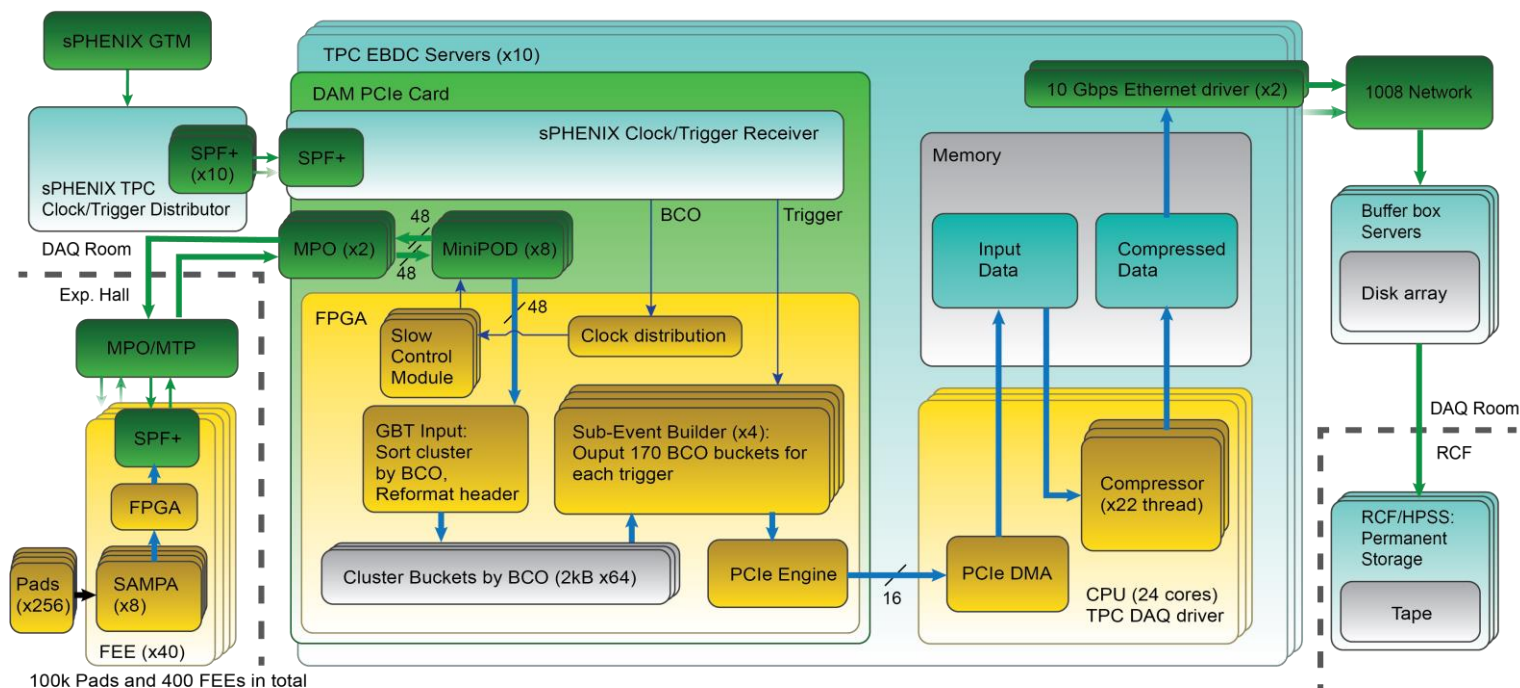 sPHENIX GTM
SPF+
(x10)
sPHENIX TPC
Clock/Trigger Distributor
DAQ Room
Exp. Hall
MPO/MTP
SPF+
FPGA
Pads
(x256)
SAMPA
(x8)
FEE (x40)
100k Pads and 400 FEEs in total
TPC EBDC Servers (x10)
DAM PCIe Card
sPHENIX Clock/Trigger Receiver
SPF+
BCO
Trigger
MPO (x2)
48
48
MiniPOD (x8)
48
FPGA
Slow
Control
Module
Clock distribution
GBT Input:
Sort cluster
by BCO,
Reformat header
Sub-Event Builder (x4):
Ouput 170 BCO buckets for
each trigger
Cluster Buckets by BCO (2kB x64)
PCIe Engine
16
10 Gbps Ethernet driver (x2)
Memory
Input
Data
Compressed
Data
Compressor
(x22 thread)
PCIe DMA
CPU (24 cores)
TPC DAQ driver
1008 Network
Buffer box
Servers
Disk array
DAQ Room
RCF
RCF/HPSS:
Permanent
Storage
Tape